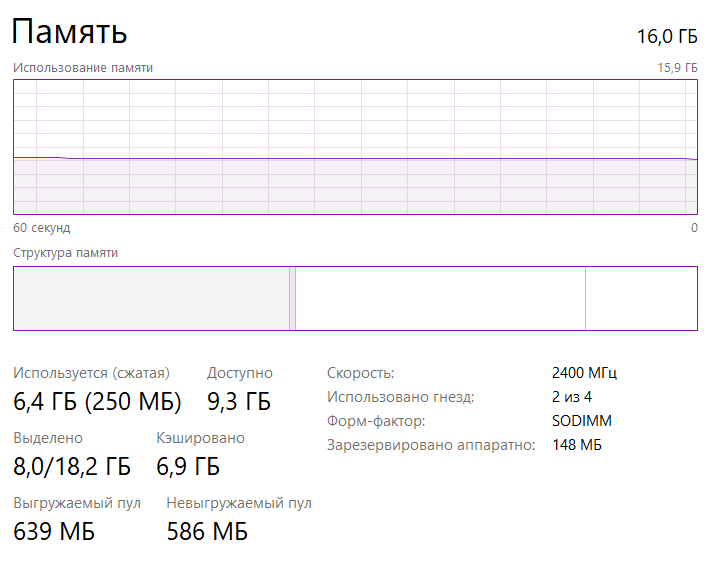 Память 16,0 ГБ
Использование памяти 15,9 ГБ
60 секунд 0
Структура памяти
Используется (сжатая) Доступно
6,4 ГБ (250 МБ) 9,3 ГБ
Выделено Кэшировано
8,0/18,2 ГБ 6,9 ГБ
Выгружаемый пул Невыгружаемый пул
639 МБ 586 МБ
Скорость: 2400 МГц
Использовано гнезд: 2 из 4
Форм-фактор: SODIMM
Зарезервировано аппаратно: 148 МБ